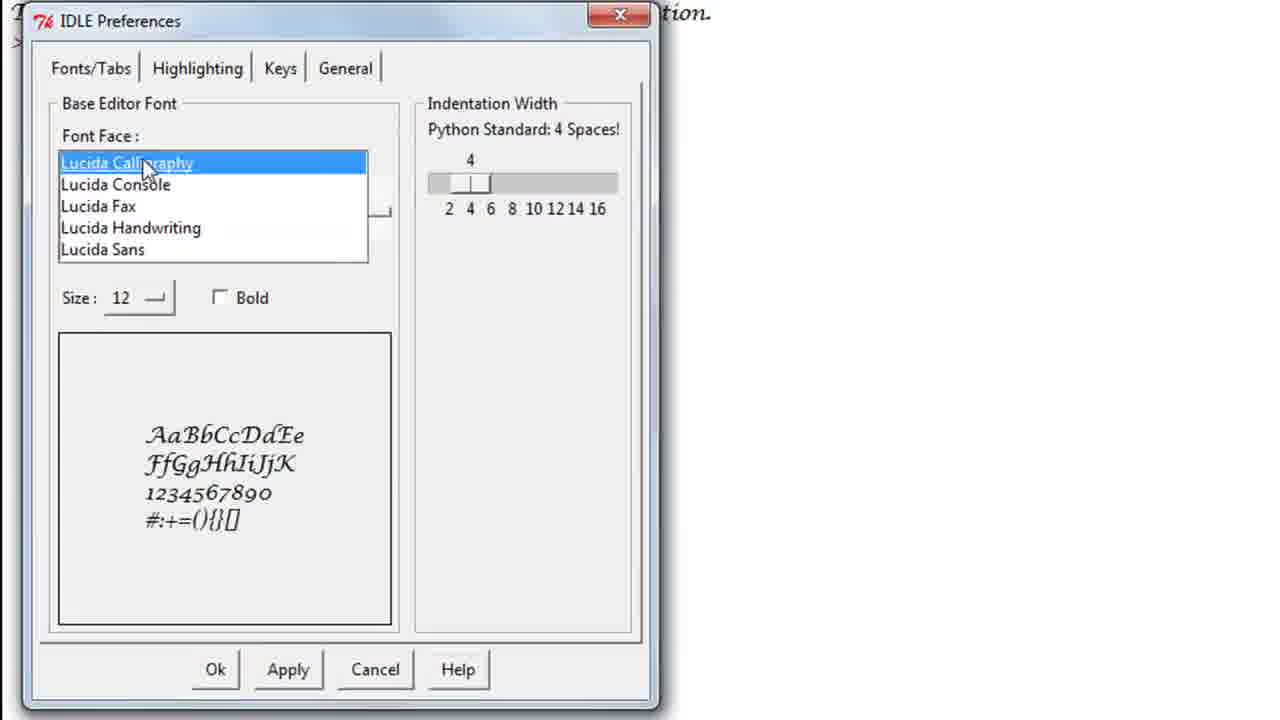 tion.
IDLE Preferences
Fonts/Tabs Highlighting Keys General
Base Editor Font
Font Face :
Lucida Calligraphy
Lucida Console
Lucida Fax
Lucida Handwriting
Lucida Sans
Size : 12 Bold
AaBbCcDdEe
FfGgHhIiJjK
1234567890
#:+=(){}[]
Indentation Width
Python Standard: 4 Spaces!
4
2 4 6 8 10 12 14 16
Ok Apply Cancel Help